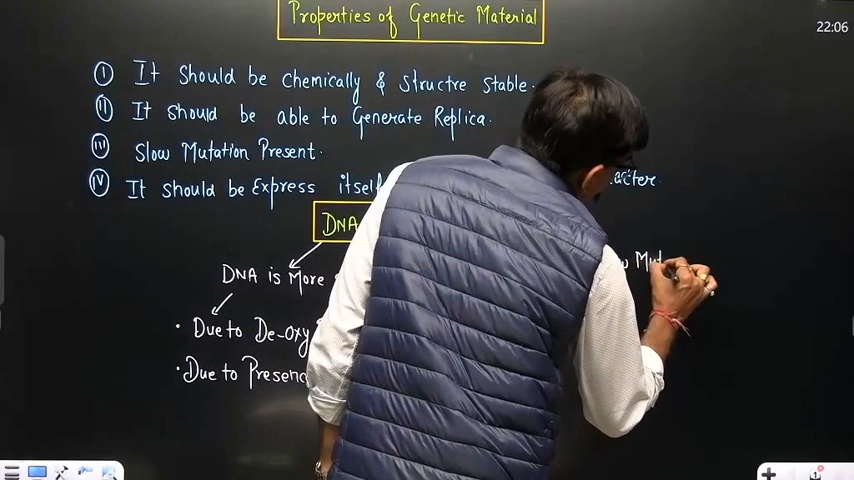 Properties of Genetic Material
22:06
I It should be chemically & structre stable.
II It should be able to Generate Replica.
III Slow Mutation Present.
IV It should be Express itself
DNA
DNA is More
• Due to De-oxy
• Due to